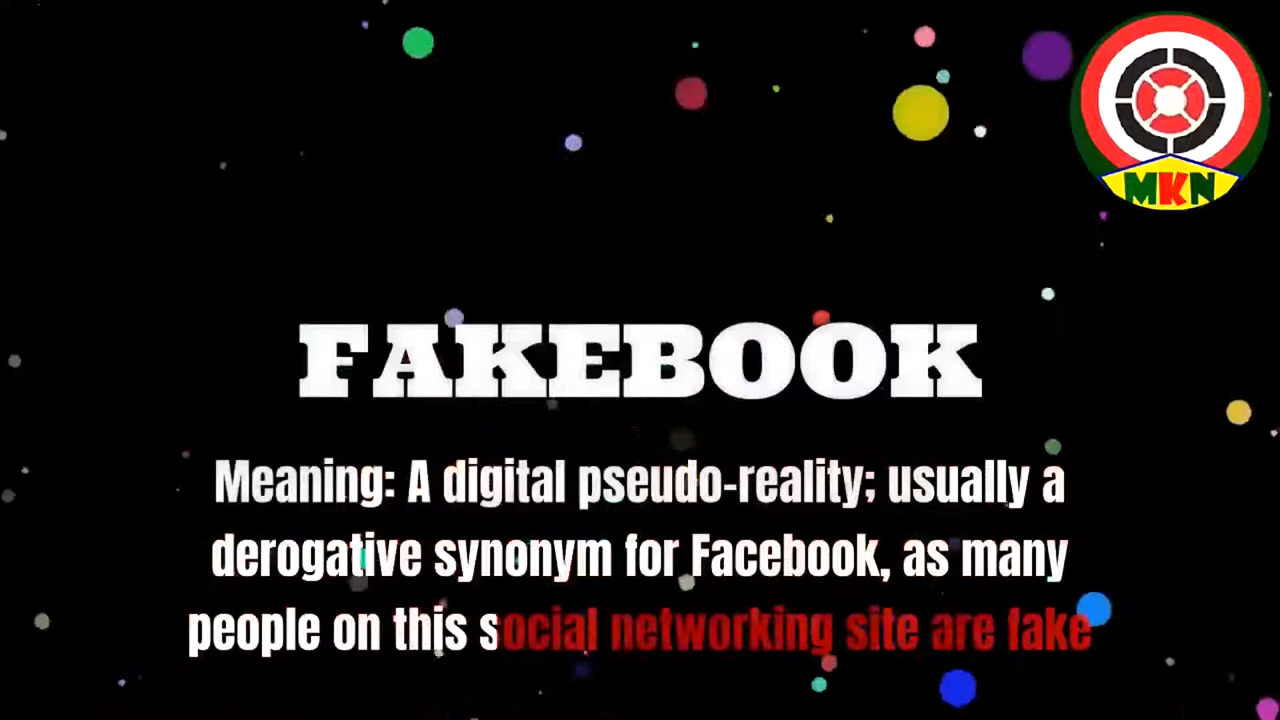 MKN
FAKEBOOK
Meaning: A digital pseudo-reality; usually a
derogative synonym for Facebook, as many
people on this social networking site are fake